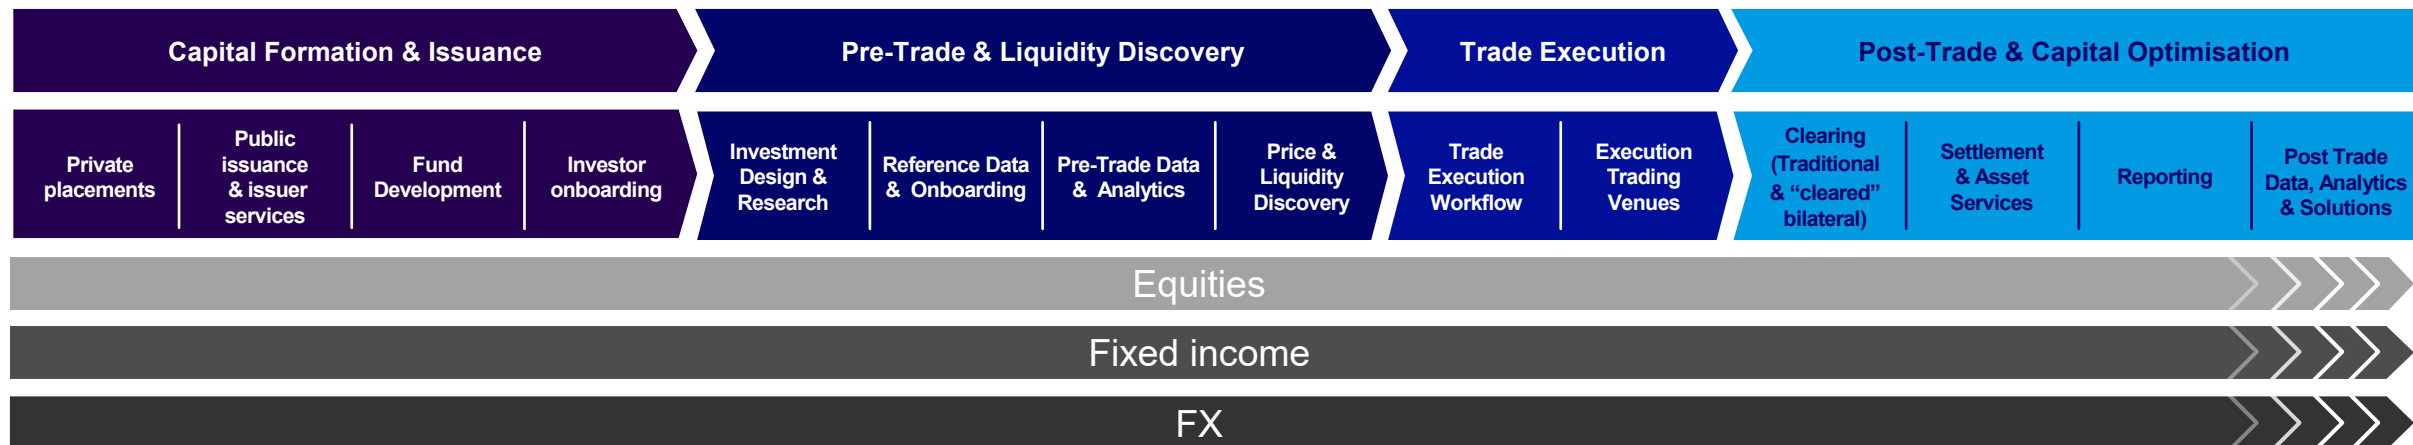 Capital Formation & Issuance
Pre-Trade & Liquidity Discovery
Trade Execution
Post-Trade & Capital Optimisation
Private
placements
Public
issuance
& issuer
services
Fund
Development
Investor
onboarding
Investment
Design &
Research
Reference Data
& Onboarding
Pre-Trade Data
& Analytics
Price &
Liquidity
Discovery
Trade
Execution
Workflow
Execution
Trading
Venues
Clearing
(Traditional
& “cleared”
bilateral)
Settlement
& Asset
Services
Reporting
Post Trade
Data, Analytics
& Solutions
Equities
Fixed income
FX